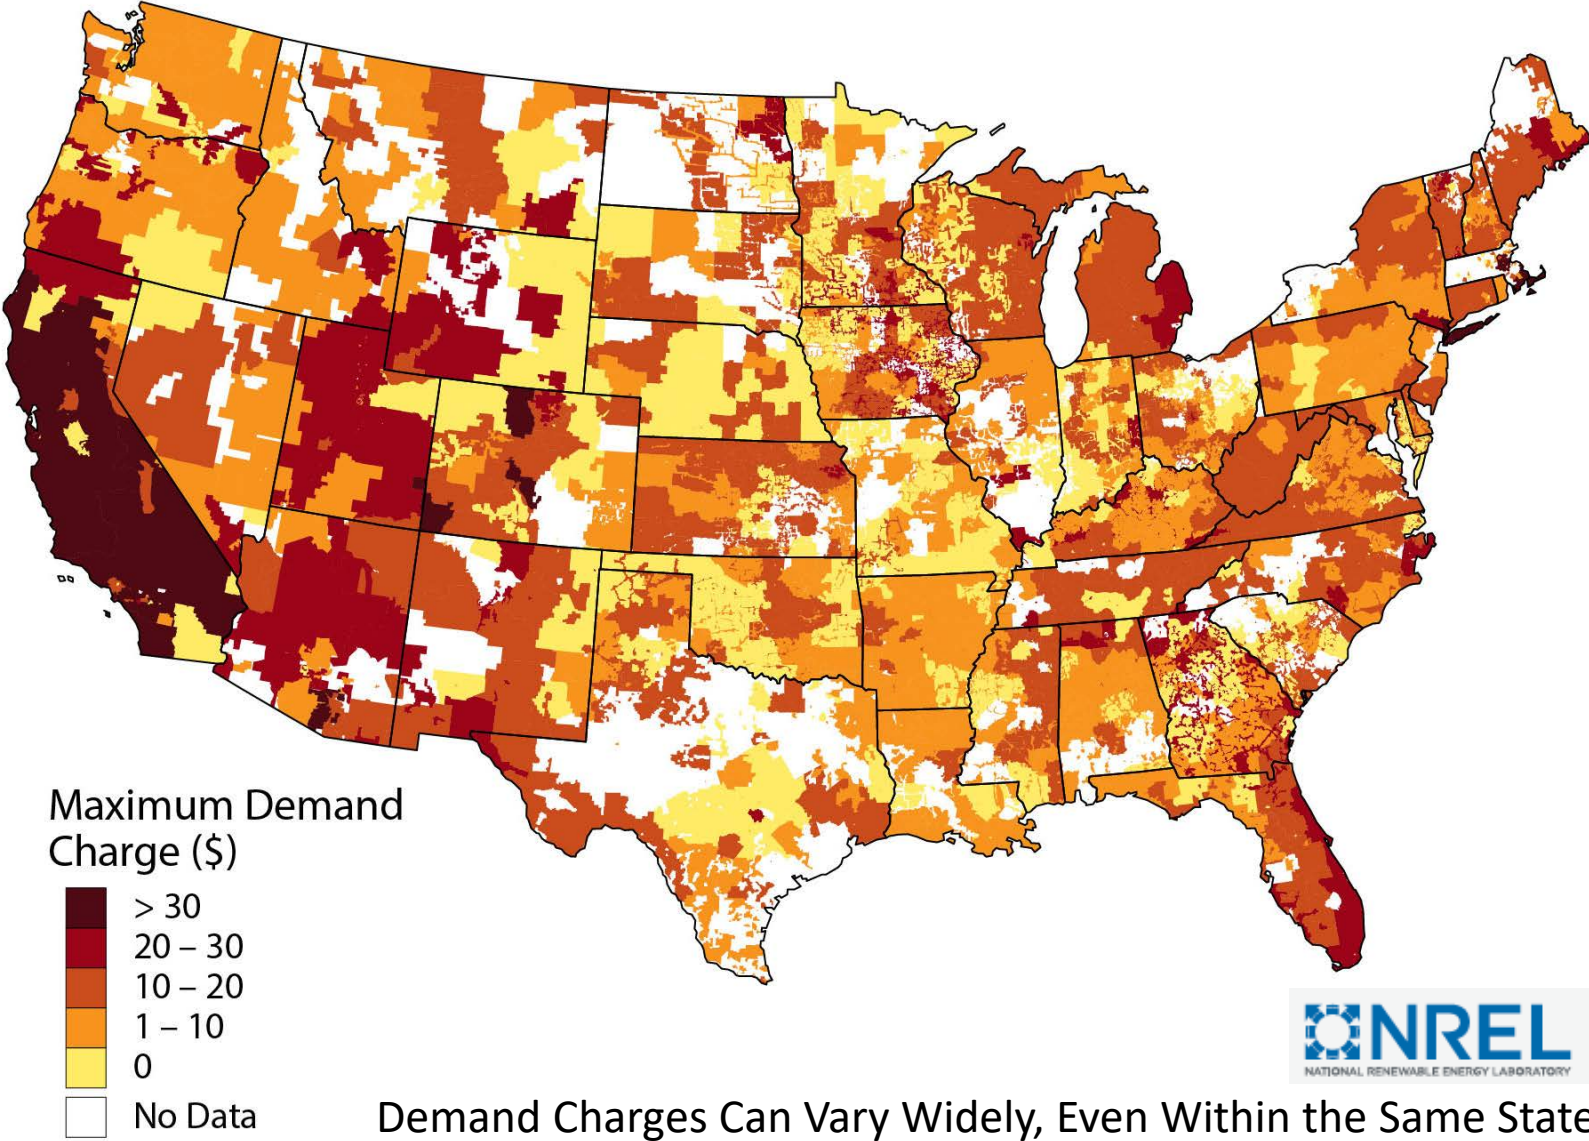 Maximum Demand
Charge ($)
> 30
20 – 30
10 – 20
1 – 10
0
No Data
NREL
NATIONAL RENEWABLE ENERGY LABORATORY
Demand Charges Can Vary Widely, Even Within the Same State